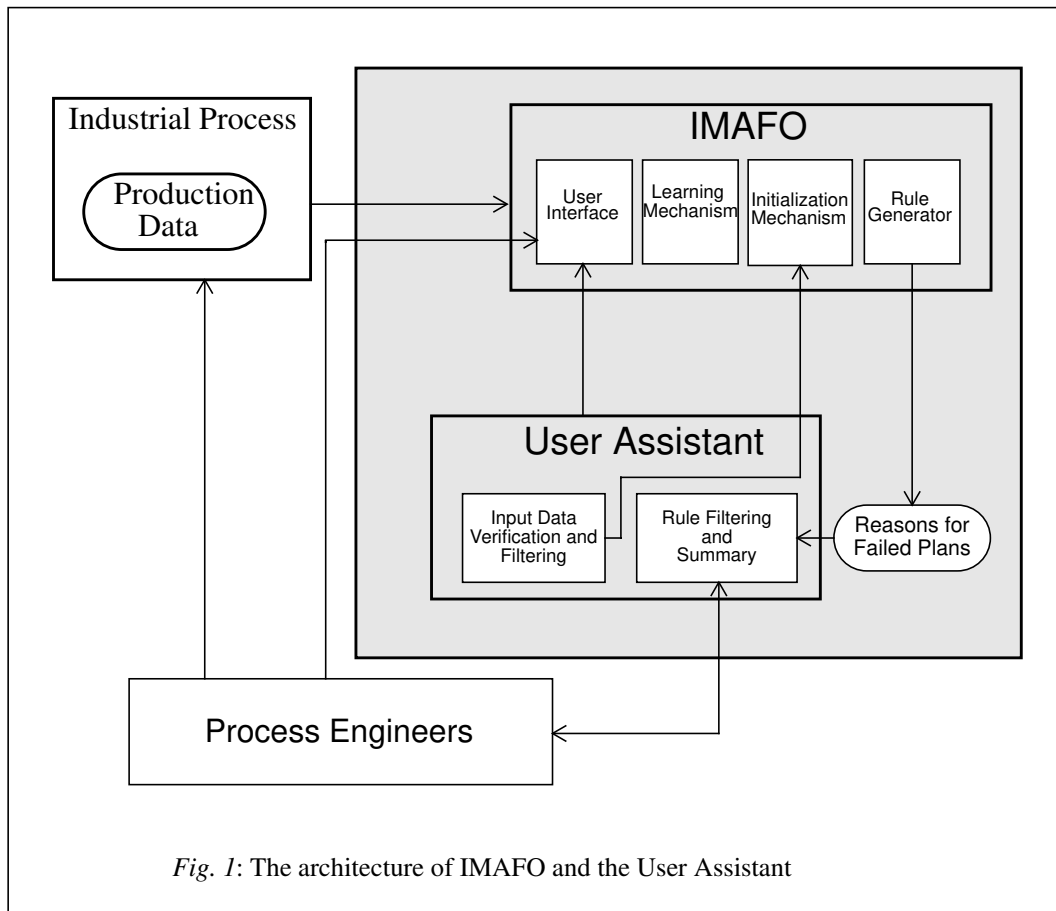 Industrial Process
Production
Data
IMAFO
User
Interface
Learning
Mechanism
Initialization
Mechanism
Rule
Generator
User Assistant
Input Data
Verification and
Filtering
Rule Filtering
and
Summary
Reasons for
Failed Plans
Process Engineers
Fig. 1: The architecture of IMAFO and the User Assistant